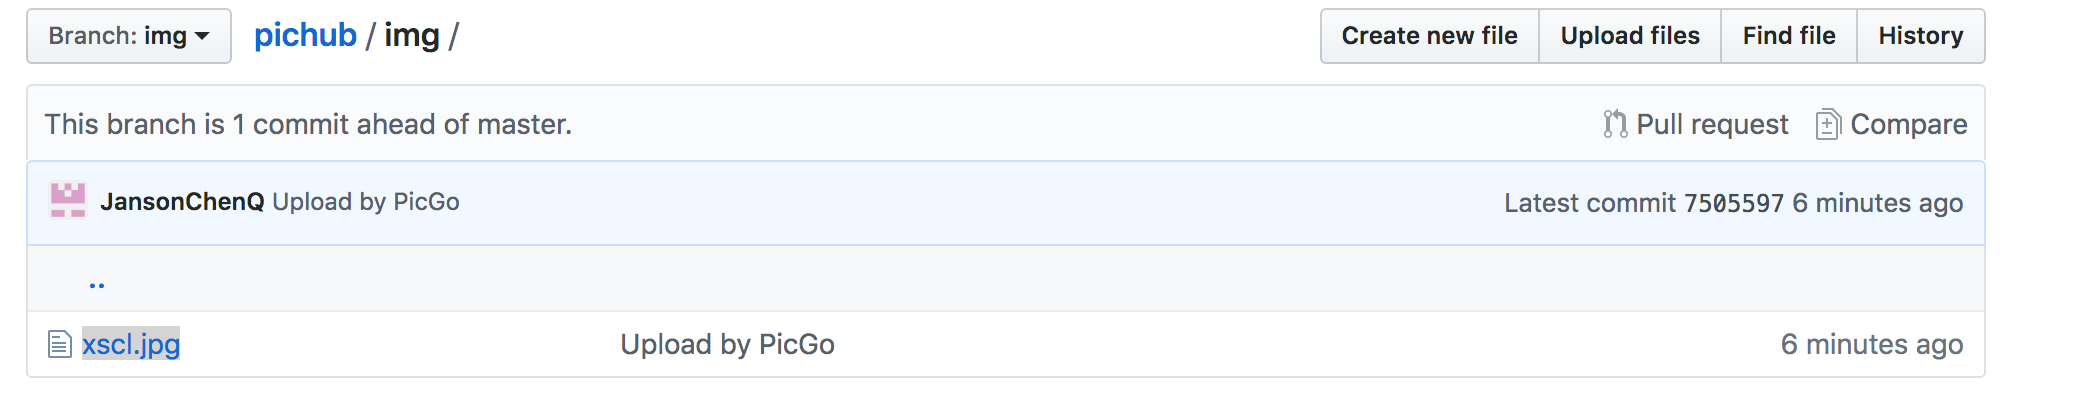 Branch: img pichub / img / Create new file Upload files Find file History
This branch is 1 commit ahead of master. Pull request Compare
JansonChenQ Upload by PicGo Latest commit 7505597 6 minutes ago
..
xscl.jpg Upload by PicGo 6 minutes ago